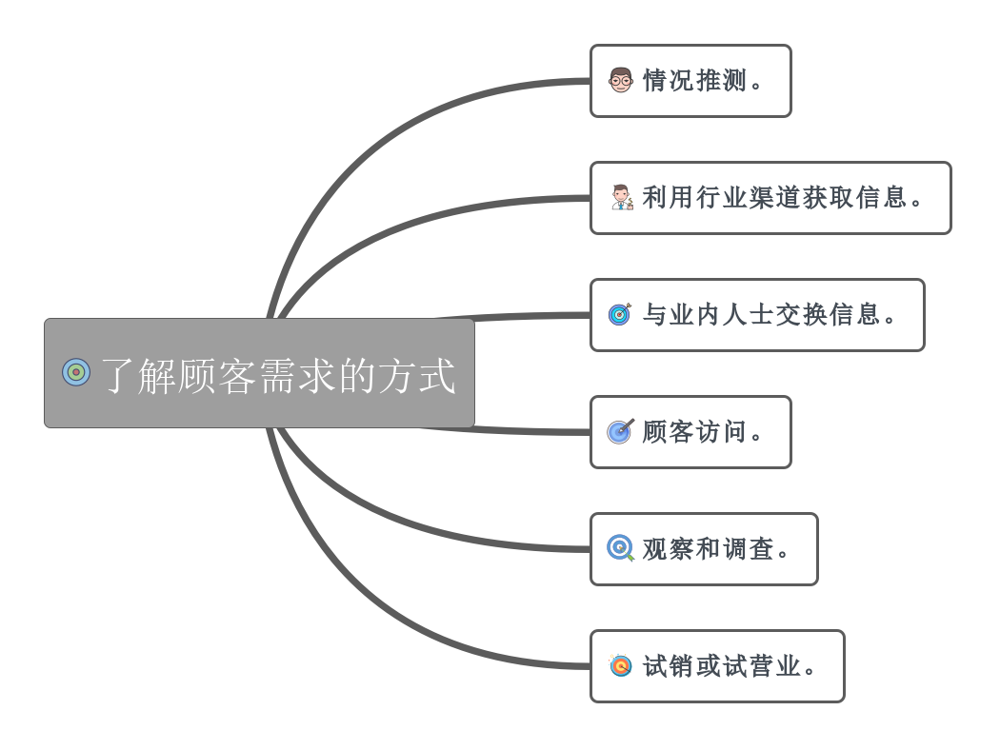 了解顾客需求的方式
情况推测。
利用行业渠道获取信息。
与业内人士交换信息。
顾客访问。
观察和调查。
试销或试营业。